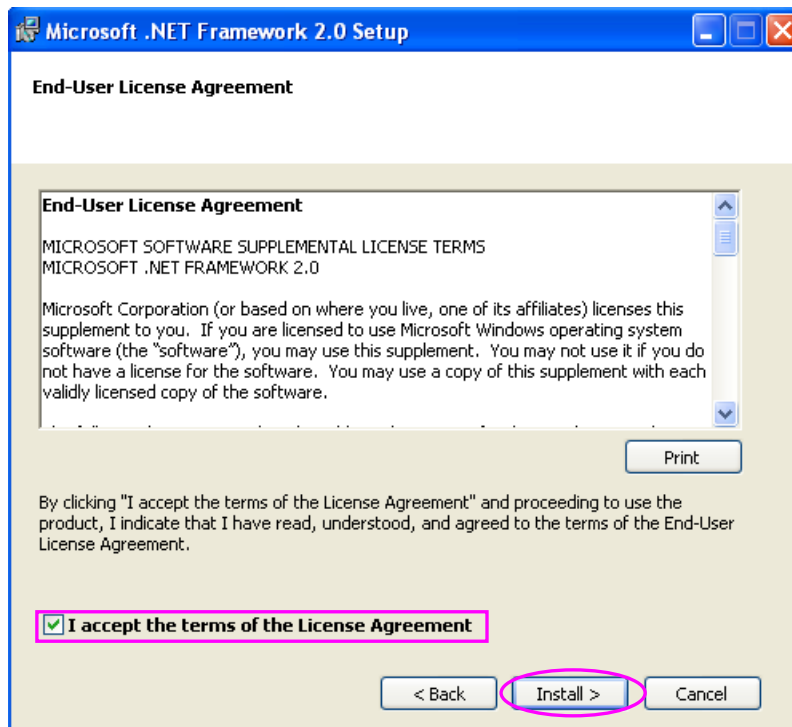 Microsoft .NET Framework 2.0 Setup
End-User License Agreement
End-User License Agreement
MICROSOFT SOFTWARE SUPPLEMENTAL LICENSE TERMS
MICROSOFT .NET FRAMEWORK 2.0
Microsoft Corporation (or based on where you live, one of its affiliates) licenses this
supplement to you.  If you are licensed to use Microsoft Windows operating system
software (the “software”), you may use this supplement.  You may not use it if you do
not have a license for the software.  You may use a copy of this supplement with each
validly licensed copy of the software.
Print
By clicking "I accept the terms of the License Agreement" and proceeding to use the
product, I indicate that I have read, understood, and agreed to the terms of the End-User
License Agreement.
I accept the terms of the License Agreement
< Back
Install >
Cancel